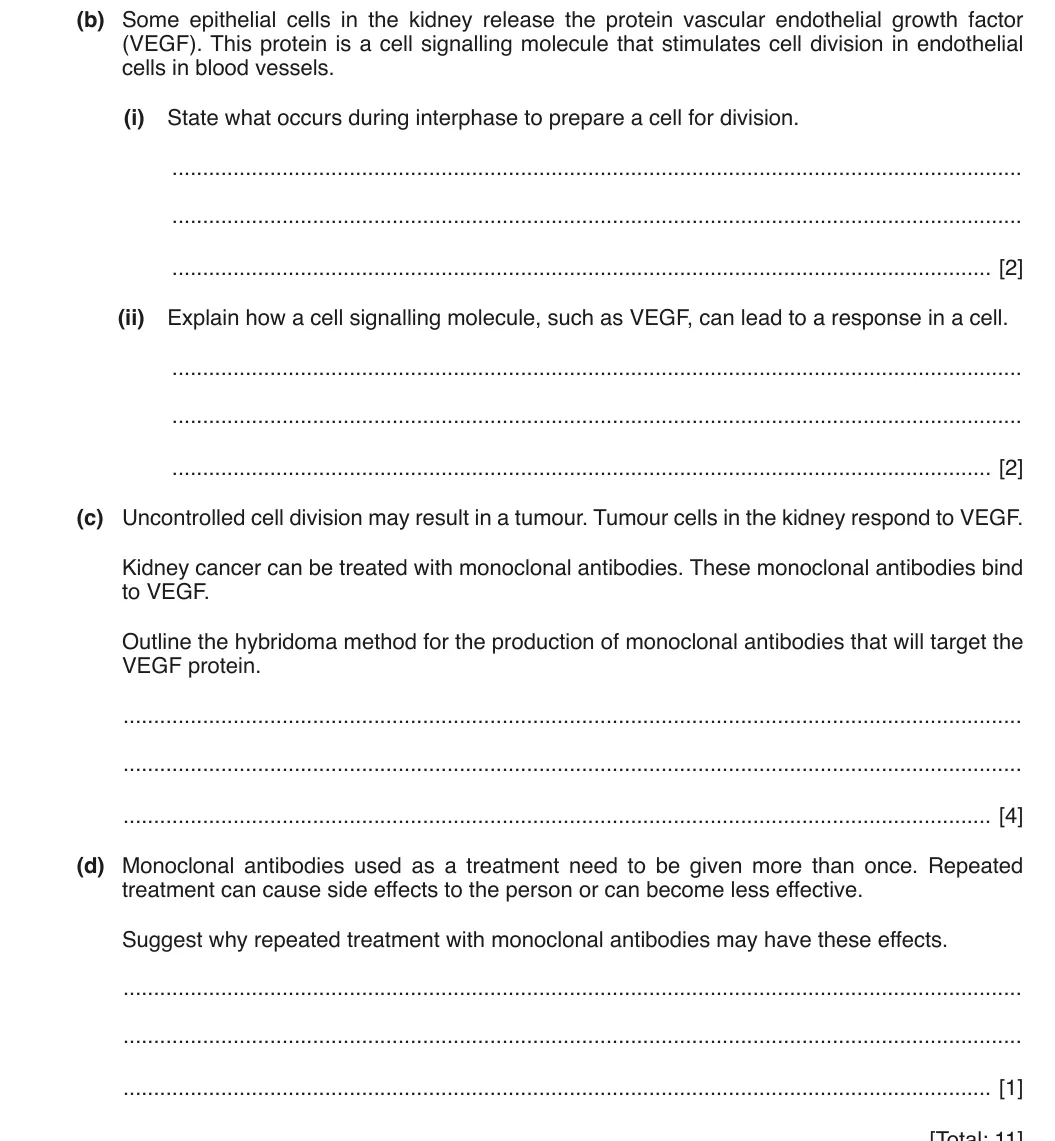 (b) Some epithelial cells in the kidney release the protein vascular endothelial growth factor
(VEGF). This protein is a cell signalling molecule that stimulates cell division in endothelial
cells in blood vessels.
(i) State what occurs during interphase to prepare a cell for division.
[2]
(ii) Explain how a cell signalling molecule, such as VEGF, can lead to a response in a cell.
[2]
(c) Uncontrolled cell division may result in a tumour. Tumour cells in the kidney respond to VEGF.
Kidney cancer can be treated with monoclonal antibodies. These monoclonal antibodies bind
to VEGF.
Outline the hybridoma method for the production of monoclonal antibodies that will target the
VEGF protein.
[4]
(d) Monoclonal antibodies used as a treatment need to be given more than once. Repeated
treatment can cause side effects to the person or can become less effective.
Suggest why repeated treatment with monoclonal antibodies may have these effects.
[1]
[Total: 11]